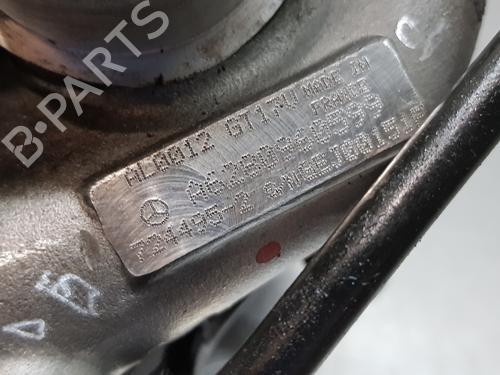 B-PARTS
AL0012 GT17V MADE IN
FRANCE
A6280960599
724495-2